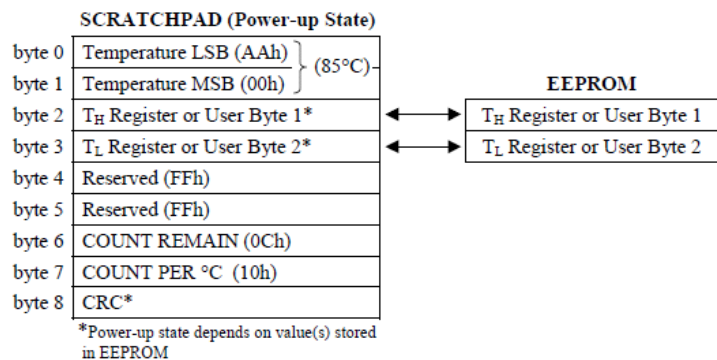 SCRATCHPAD (Power-up State)
byte 0 Temperature LSB (AAh)
(85°C)
byte 1 Temperature MSB (00h)
EEPROM
byte 2 TH Register or User Byte 1* TH Register or User Byte 1
byte 3 TL Register or User Byte 2* TL Register or User Byte 2
byte 4 Reserved (FFh)
byte 5 Reserved (FFh)
byte 6 COUNT REMAIN (0Ch)
byte 7 COUNT PER °C (10h)
byte 8 CRC*
*Power-up state depends on value(s) stored
in EEPROM